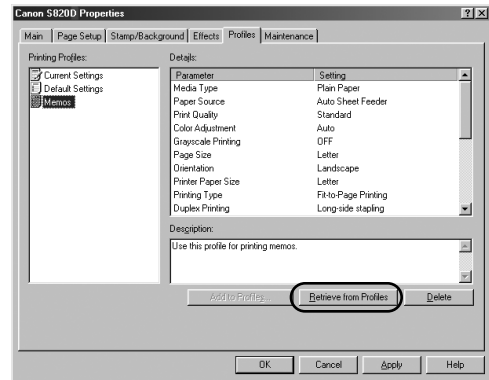 Canon S820D Properties
Main Page Setup Stamp/Background Effects Profiles Maintenance
Printing Profiles:
Current Settings
Default Settings
Memos
Details:
Parameter Setting
Media Type Plain Paper
Paper Source Auto Sheet Feeder
Print Quality Standard
Color Adjustment Auto
Grayscale Printing OFF
Page Size Letter
Orientation Landscape
Printer Paper Size Letter
Printing Type Fit-to-Page Printing
Duplex Printing Long-side stapling
Description:
Use this profile for printing memos.
Add to Profiles... Retrieve from Profiles Delete
OK Cancel Apply Help